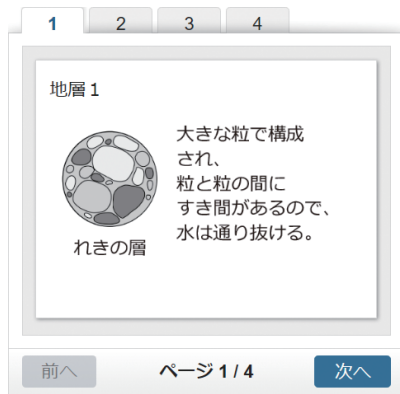 1 2 3 4
地層1
大きな粒で構成
され、
粒と粒の間に
すき間があるので、
水は通り抜ける。
れきの層
前へ ページ 1 / 4 次へ